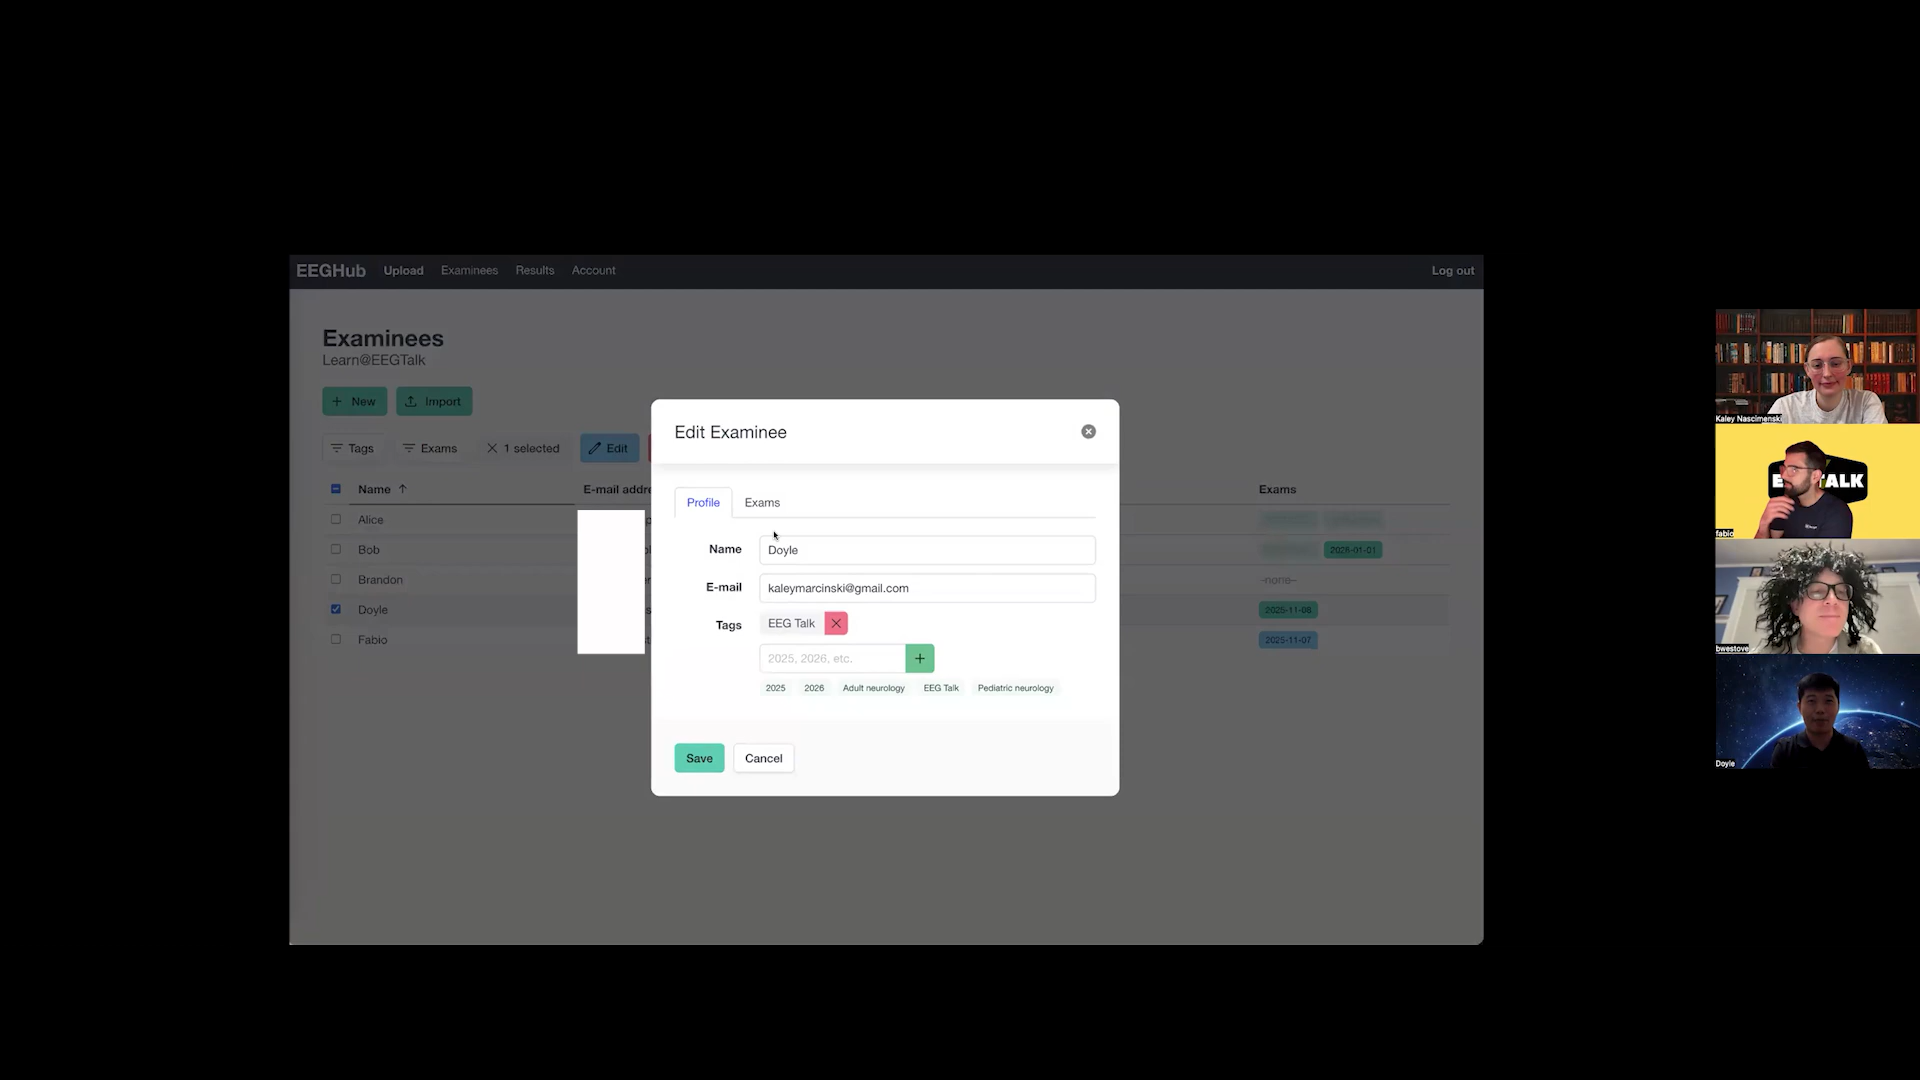 EEGHub Upload Examinees Results Account Log out
Examinees
Learn@EEGTalk
+ New Import
Tags Exams × 1 selected Edit
Name ↑ E-mail addre Exams
Alice
Bob 2026-01-01
Brandon -none-
Doyle 2025-11-08
Fabio 2025-11-07
Edit Examinee
Profile Exams
Name Doyle
E-mail kaleymarcinski@gmail.com
Tags EEG Talk
2025, 2026, etc. +
2025 2026 Adult neurology EEG Talk Pediatric neurology
Save Cancel
Kaley Nascimenski
ALK
fabio
bwestove
Doyle